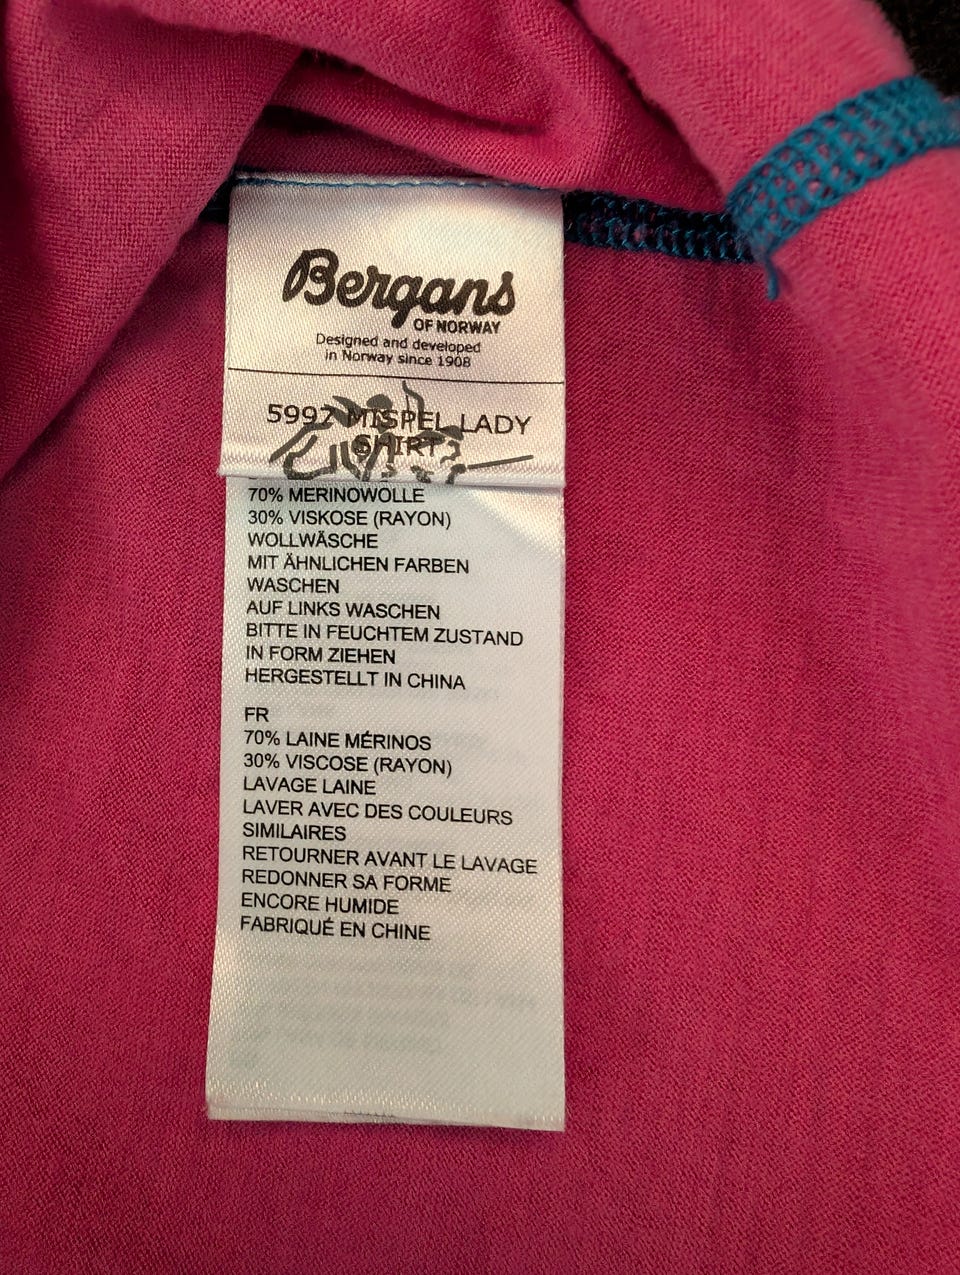 Bergans
OF NORWAY
Designed and developed
in Norway since 1908
5992 MISPEL LADY
SHIRT
70% MERINOWOLLE
30% VISKOSE (RAYON)
WOLLWÄSCHE
MIT ÄHNLICHEN FARBEN
WASCHEN
AUF LINKS WASCHEN
BITTE IN FEUCHTEM ZUSTAND
IN FORM ZIEHEN
HERGESTELLT IN CHINA
FR
70% LAINE MÉRINOS
30% VISCOSE (RAYON)
LAVAGE LAINE
LAVER AVEC DES COULEURS
SIMILAIRES
RETOURNER AVANT LE LAVAGE
REDONNER SA FORME
ENCORE HUMIDE
FABRIQUÉ EN CHINE